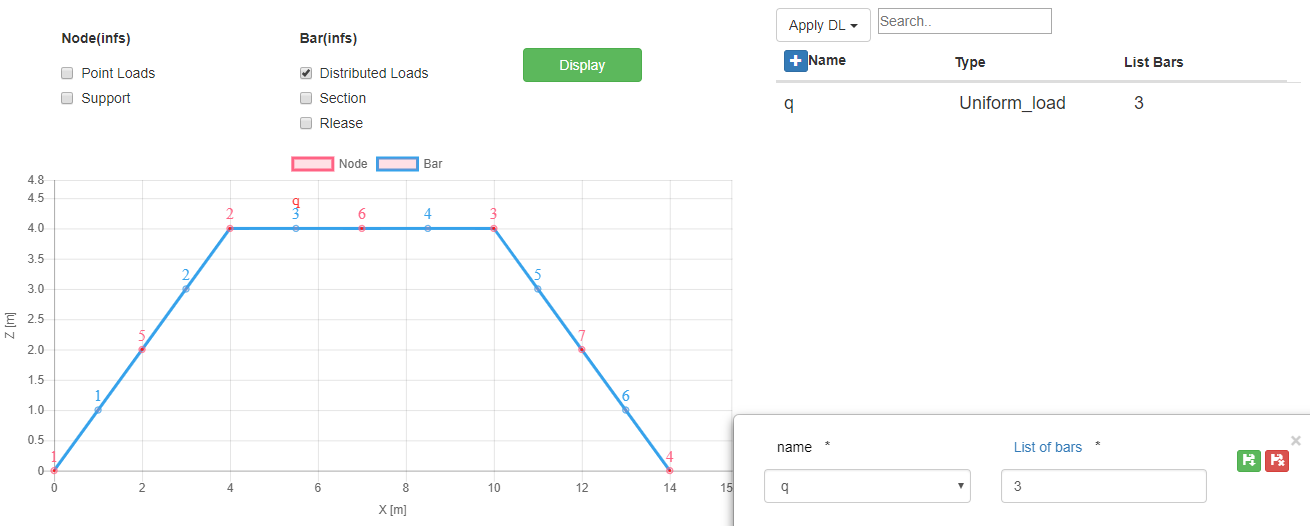 Node(infs)
Point Loads
Support
Bar(infs)
Distributed Loads
Section
Rlease
Display
Node Bar
4.8
4.5
4.0
3.5
3.0
2.5
2.0
1.5
1.0
0.5
0
Z [m]
q
2 3 6 4 3
2 5
5 7
1 6
1 4
0 2 4 6 8 10 12 14 15
X [m]
Apply DL Search..
Name Type List Bars
q Uniform_load 3
×
name * List of bars *
q 3